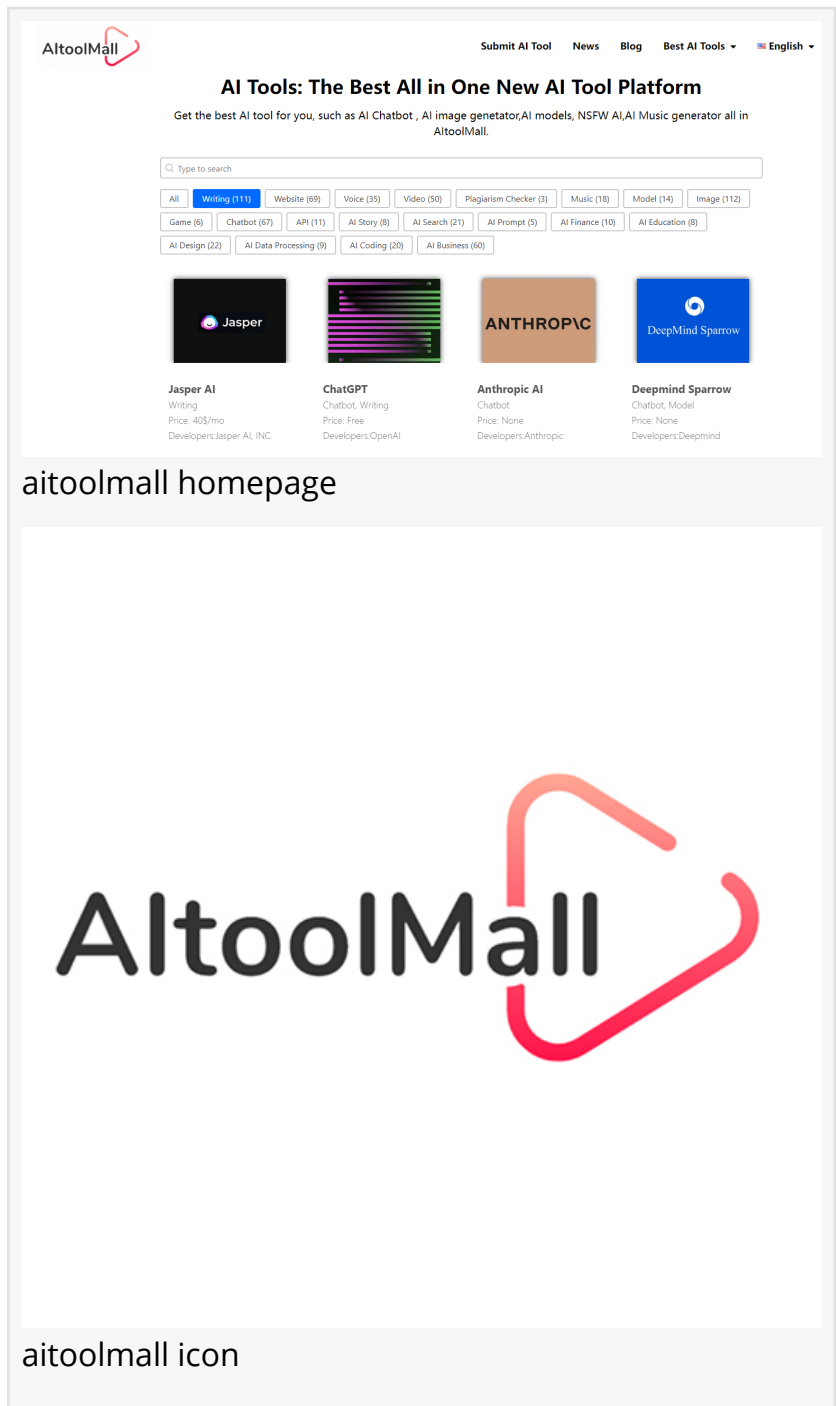 AItoolMall
Submit AI Tool News Blog Best AI Tools English
AI Tools: The Best All in One New AI Tool Platform
Get the best AI tool for you, such as AI Chatbot , AI image genetator,AI models, NSFW AI,AI Music generator all in
AItoolMall.
Type to search
All Writing (111) Website (69) Voice (35) Video (50) Plagiarism Checker (3) Music (18) Model (14) Image (112)
Game (6) Chatbot (67) API (11) AI Story (8) AI Search (21) AI Prompt (5) AI Finance (10) AI Education (8)
AI Design (22) AI Data Processing (9) AI Coding (20) AI Business (60)
Jasper ANTHROP\C DeepMind Sparrow
Jasper AI ChatGPT Anthropic AI Deepmind Sparrow
Writing Chatbot, Writing Chatbot Chatbot, Model
Price: 40$/mo Price: Free Price: None Price: None
Developers:Jasper AI, INC. Developers:OpenAI Developers:Anthropic Developers:Deepmind
aitoolmall homepage
AItoolMall
aitoolmall icon